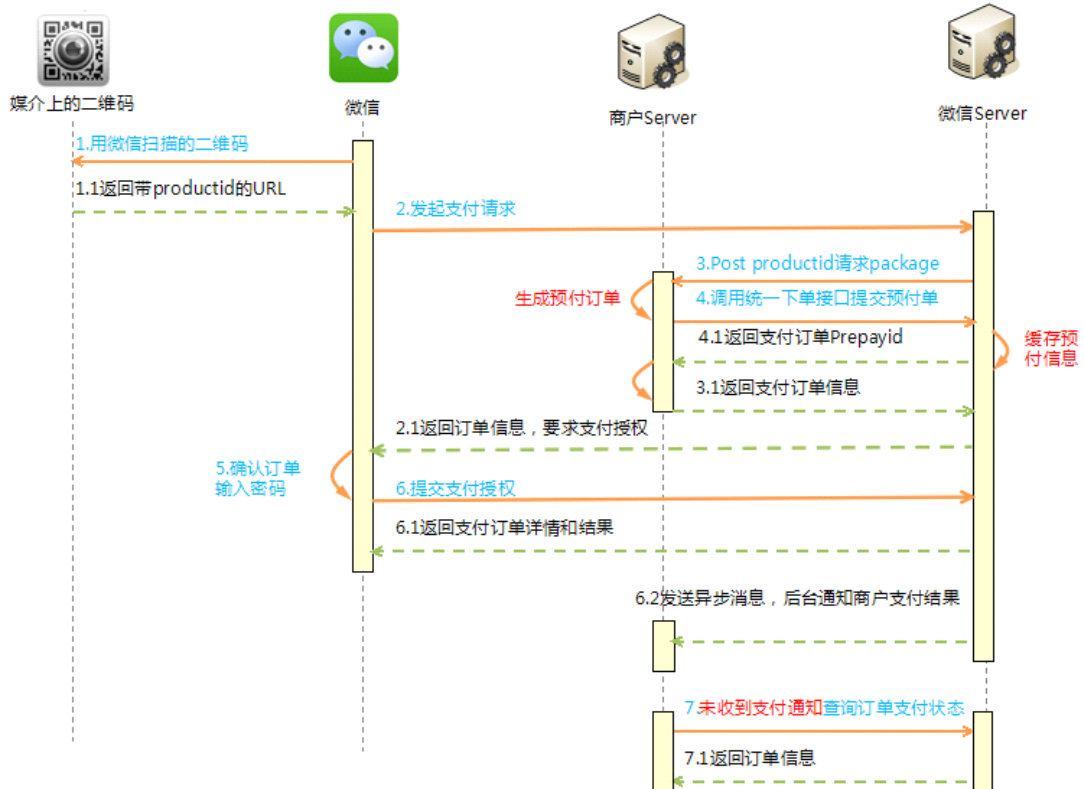 媒介上的二维码
微信
商户Server
微信Server
1.用微信扫描的二维码
1.1返回带productid的URL
2.发起支付请求
3.Post productid请求package
生成预付订单
4.调用统一下单接口提交预付单
4.1返回支付订单Prepayid
缓存预
付信息
3.1返回支付订单信息
2.1返回订单信息，要求支付授权
5.确认订单
输入密码
6.提交支付授权
6.1返回支付订单详情和结果
6.2发送异步消息，后台通知商户支付结果
7.未收到支付通知查询订单支付状态
7.1返回订单信息